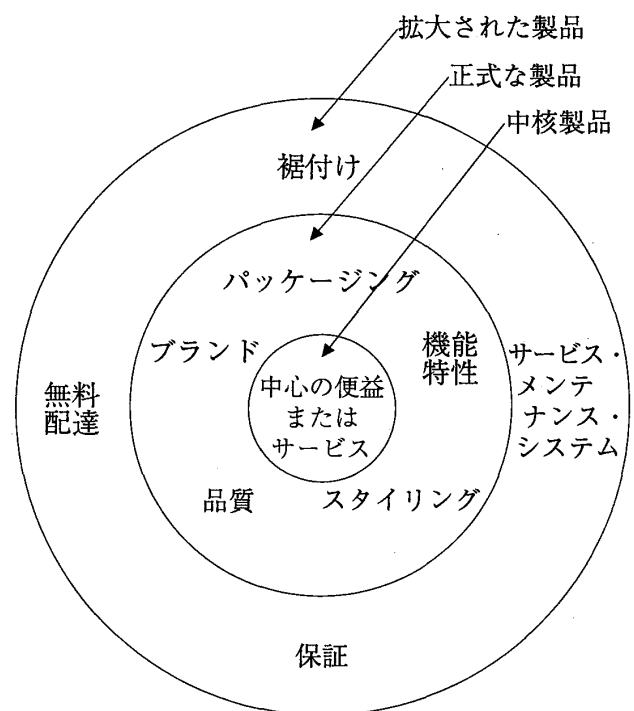 拡大された製品
正式な製品
中核製品
裾付け
パッケージング
ブランド
機能
特性
サービス・
メンテ
ナンス・
システム
無料
配達
中心の便益
または
サービス
品質
スタイリング
保証